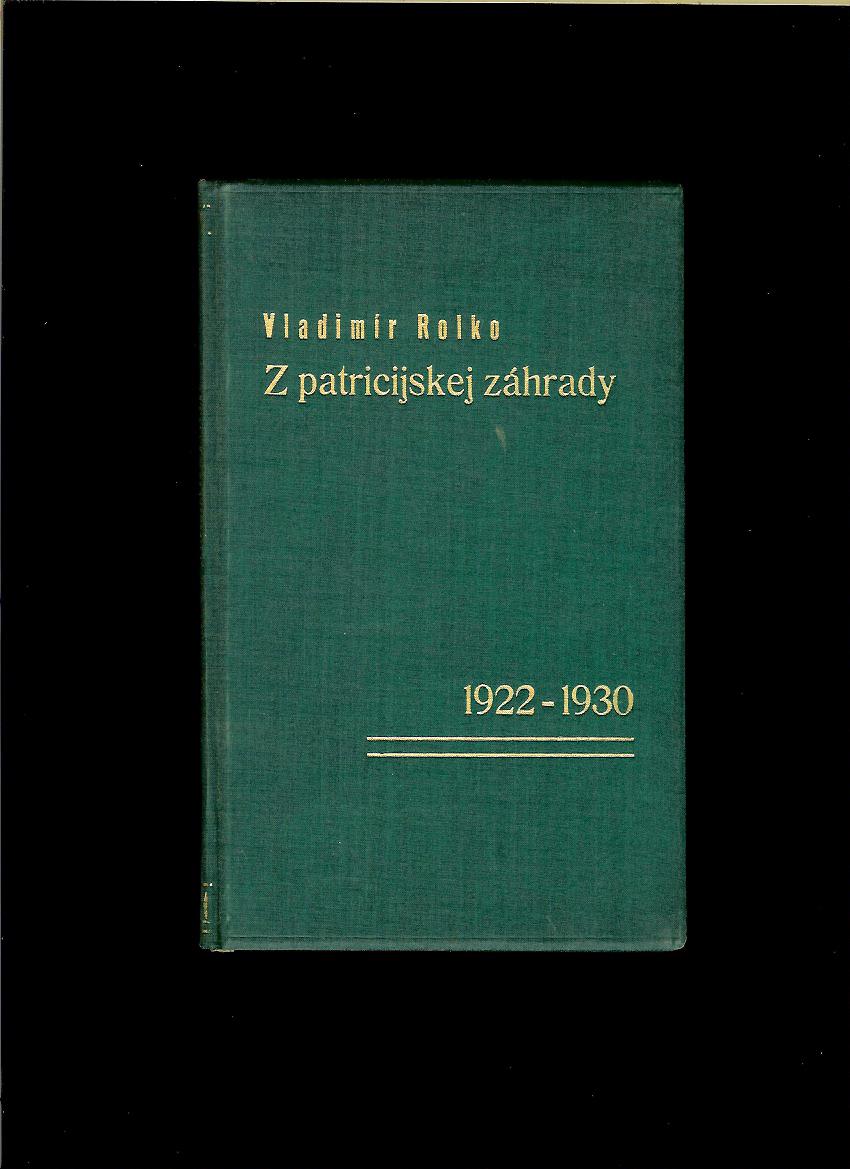 Vladimír Rolko
Z patricijskej záhrady
1922-1930